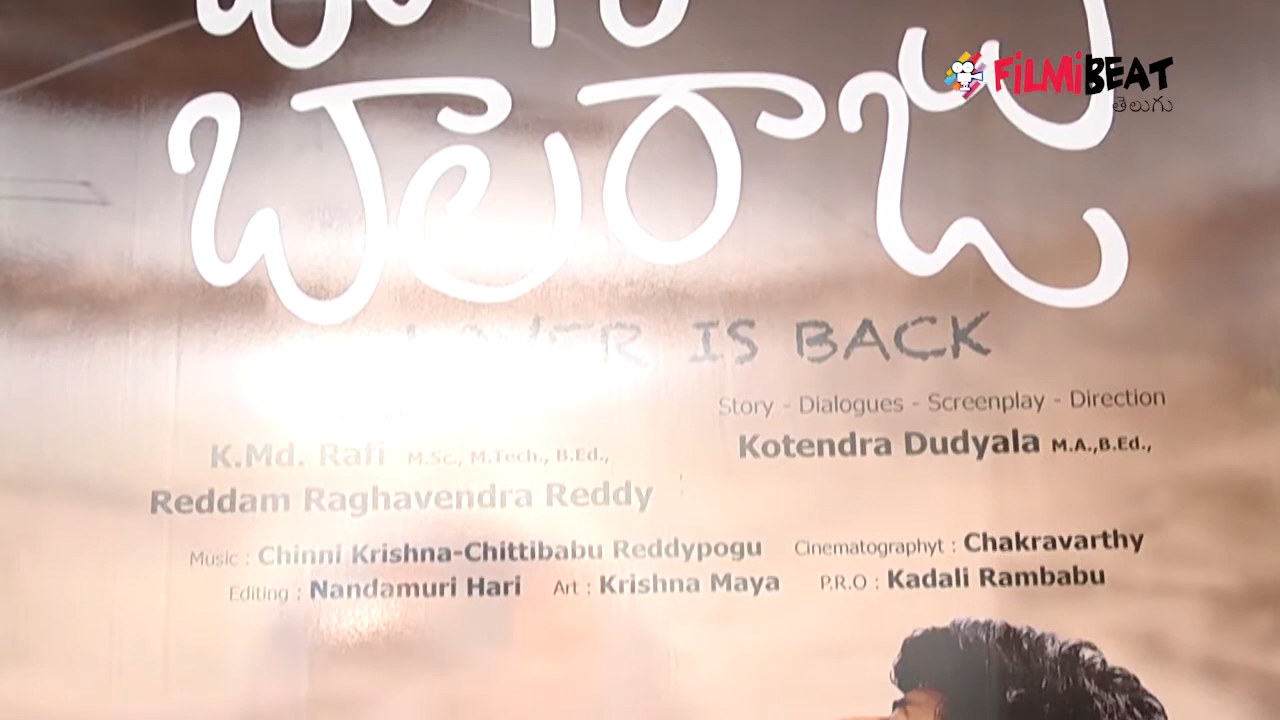 FiLMiBEAT
తెలుగు
బాలరాజు
IS BACK
Story - Dialogues - Screenplay - Direction
K.Md. Rafi M.Sc., M.Tech., B.Ed.,
Kotendra Dudyala M.A.,B.Ed.,
Reddam Raghavendra Reddy
Music : Chinni Krishna-Chittibabu Reddypogu Cinematographyt : Chakravarthy
Editing : Nandamuri Hari Art : Krishna Maya P.R.O : Kadali Rambabu